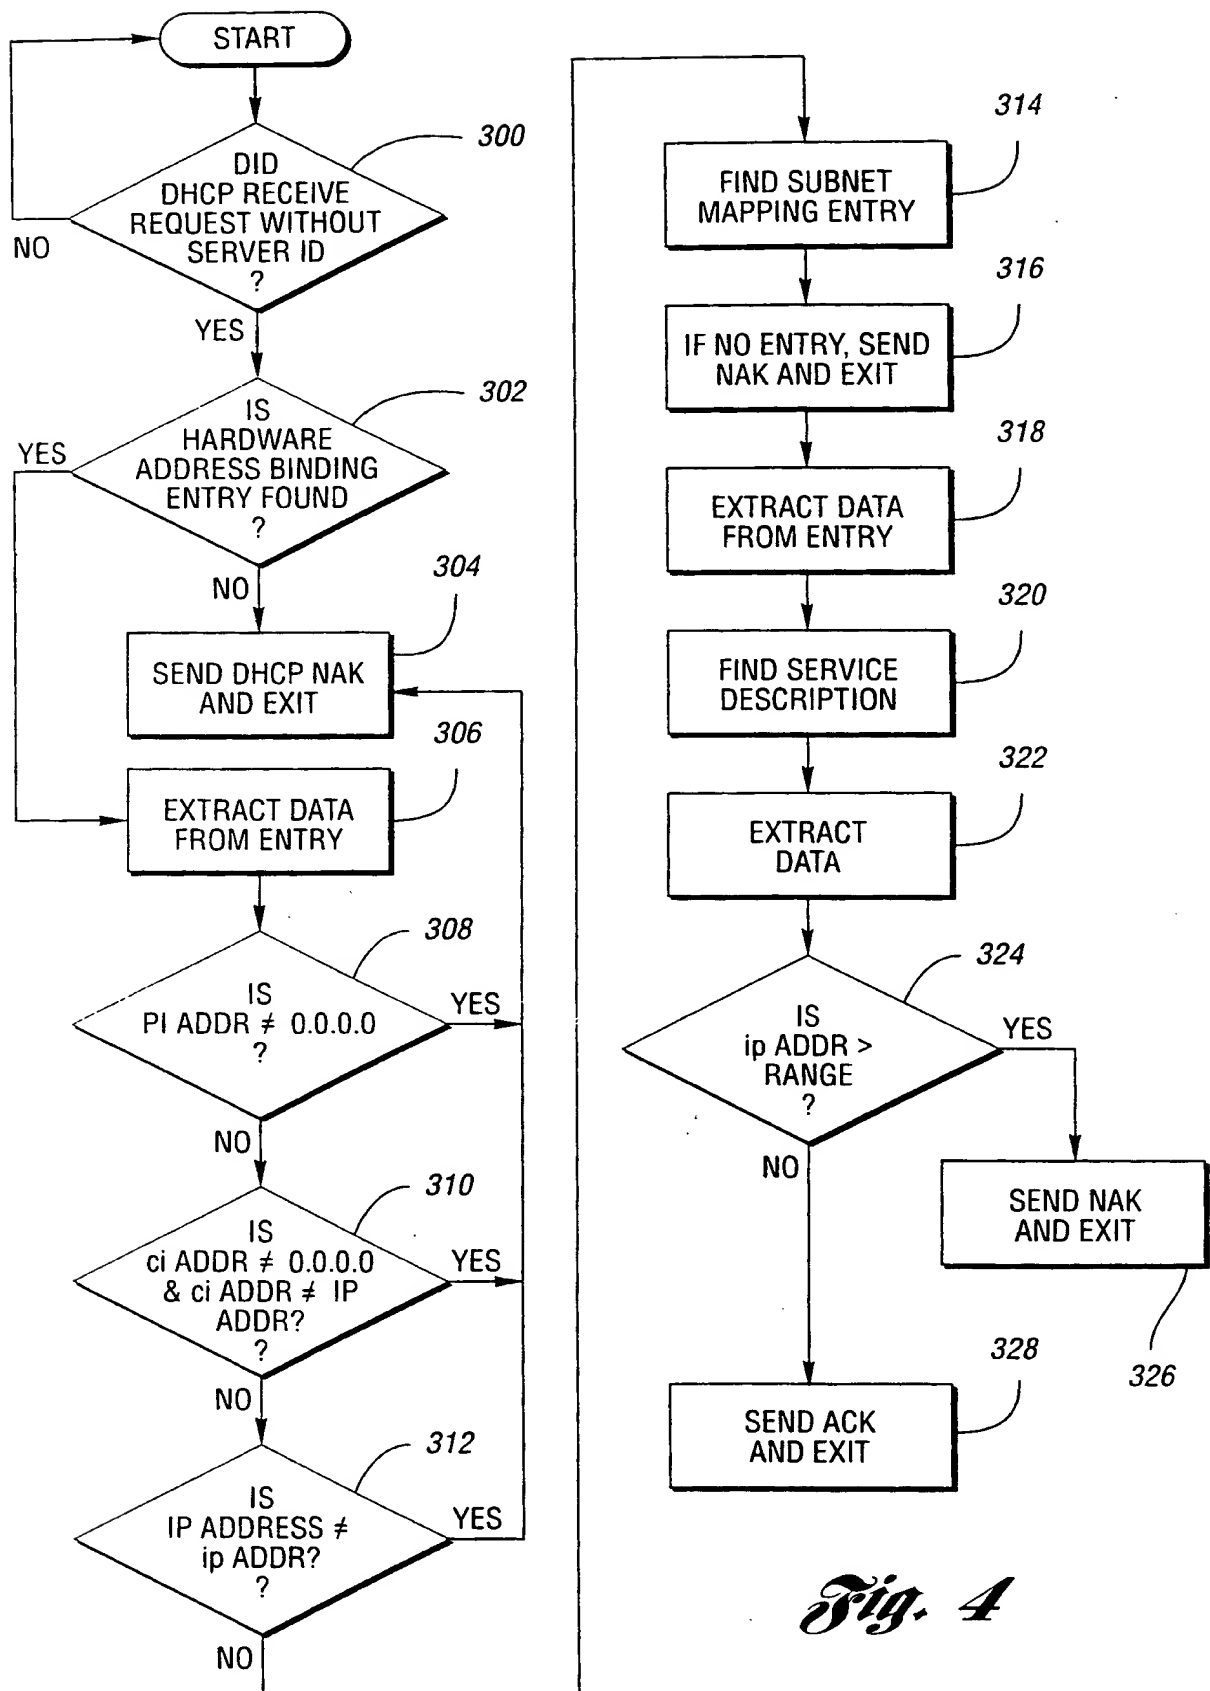 START
300
DID
DHCP RECEIVE
REQUEST WITHOUT
SERVER ID
?
NO
YES
302
IS
HARDWARE
ADDRESS BINDING
ENTRY FOUND
?
YES
NO
304
SEND DHCP NAK
AND EXIT
306
EXTRACT DATA
FROM ENTRY
308
IS
PI ADDR ≠ 0.0.0.0
?
YES
NO
310
IS
ci ADDR ≠ 0.0.0.0
& ci ADDR ≠ IP
ADDR?
?
YES
NO
312
IS
IP ADDRESS ≠
ip ADDR?
?
YES
NO
314
FIND SUBNET
MAPPING ENTRY
316
IF NO ENTRY, SEND
NAK AND EXIT
318
EXTRACT DATA
FROM ENTRY
320
FIND SERVICE
DESCRIPTION
322
EXTRACT
DATA
324
IS
ip ADDR >
RANGE
?
YES
NO
SEND NAK
AND EXIT
326
328
SEND ACK
AND EXIT
Fig. 4